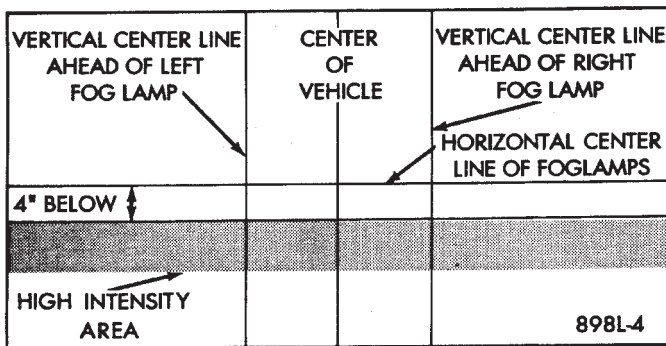 VERTICAL CENTER LINE
AHEAD OF LEFT
FOG LAMP
CENTER
OF
VEHICLE
VERTICAL CENTER LINE
AHEAD OF RIGHT
FOG LAMP
HORIZONTAL CENTER
LINE OF FOGLAMPS
4" BELOW
HIGH INTENSITY
AREA
898L-4